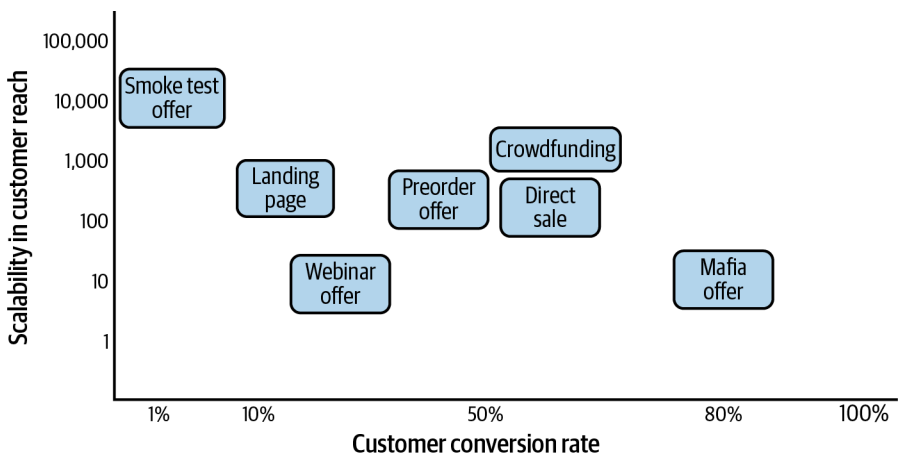 Scalability in customer reach
100,000
10,000
1,000
100
10
1
Smoke test
offer
Landing
page
Webinar
offer
Preorder
offer
Crowdfunding
Direct
sale
Mafia
offer
1%
10%
50%
80%
100%
Customer conversion rate